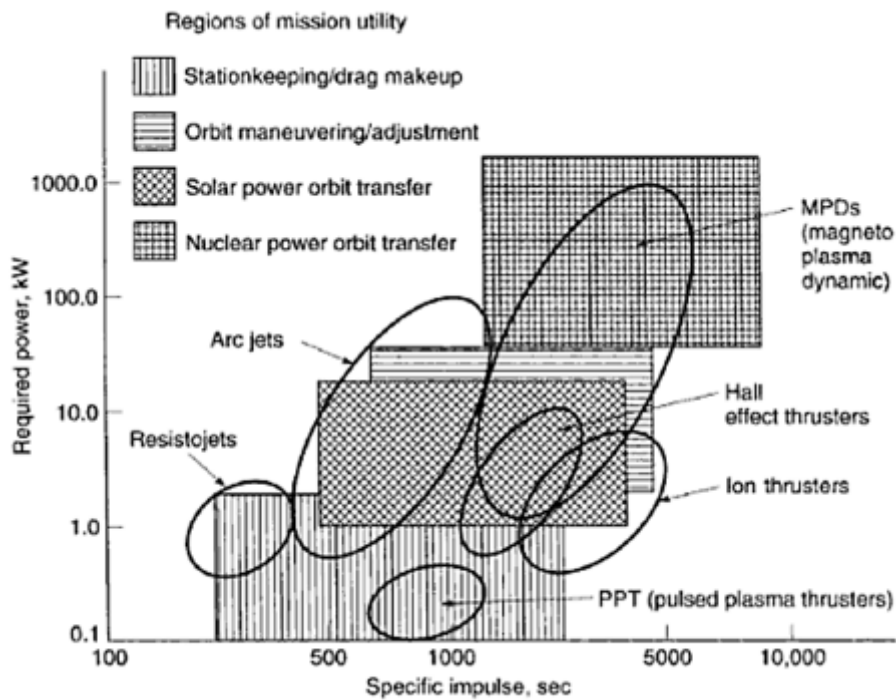 Regions of mission utility
Stationkeeping/drag makeup
Orbit maneuvering/adjustment
Solar power orbit transfer
Nuclear power orbit transfer
MPDs
(magneto
plasma
dynamic)
Arc jets
Hall
effect thrusters
Resistojets
Ion thrusters
PPT (pulsed plasma thrusters)
Required power, kW
1000.0
100.0
10.0
1.0
0.1
100
500
1000
5000
10,000
Specific impulse, sec